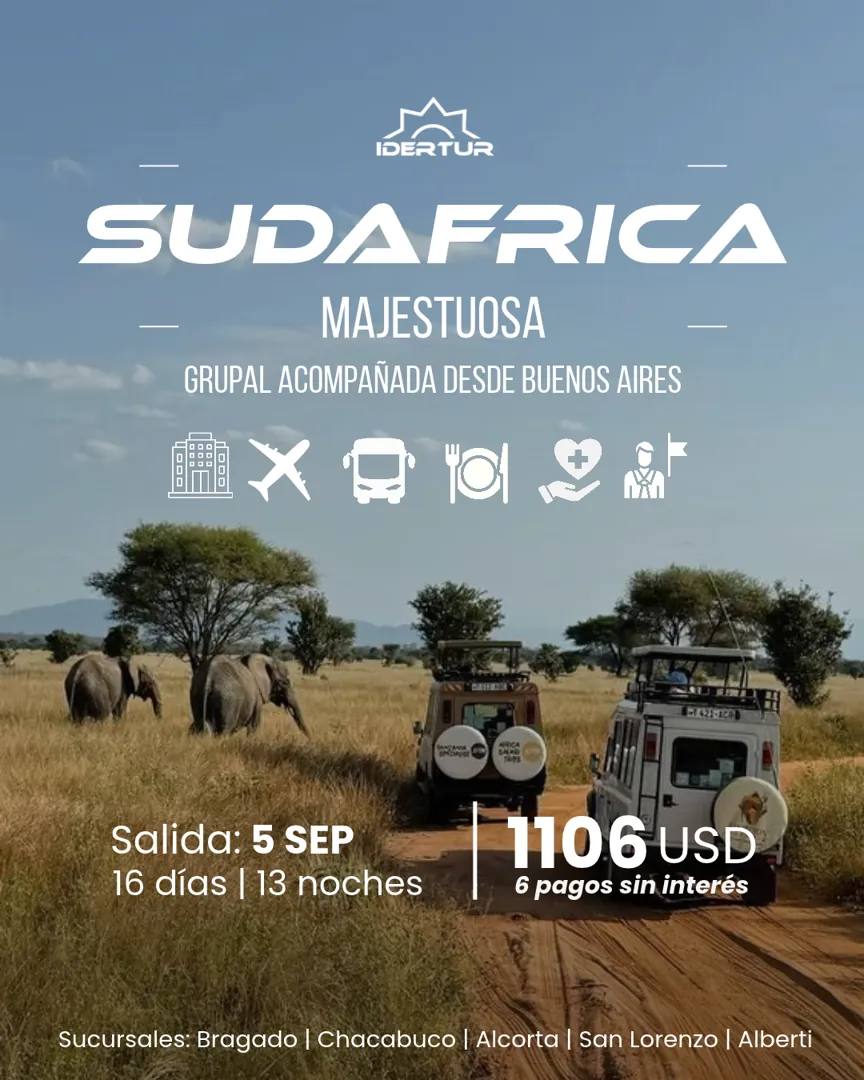 IDERTUR
SUDAFRICA
MAJESTUOSA
GRUPAL ACOMPAÑADA DESDE BUENOS AIRES
Salida: 5 SEP
16 días | 13 noches
1106 USD
6 pagos sin interés
Sucursales: Bragado | Chacabuco | Alcorta | San Lorenzo | Alberti